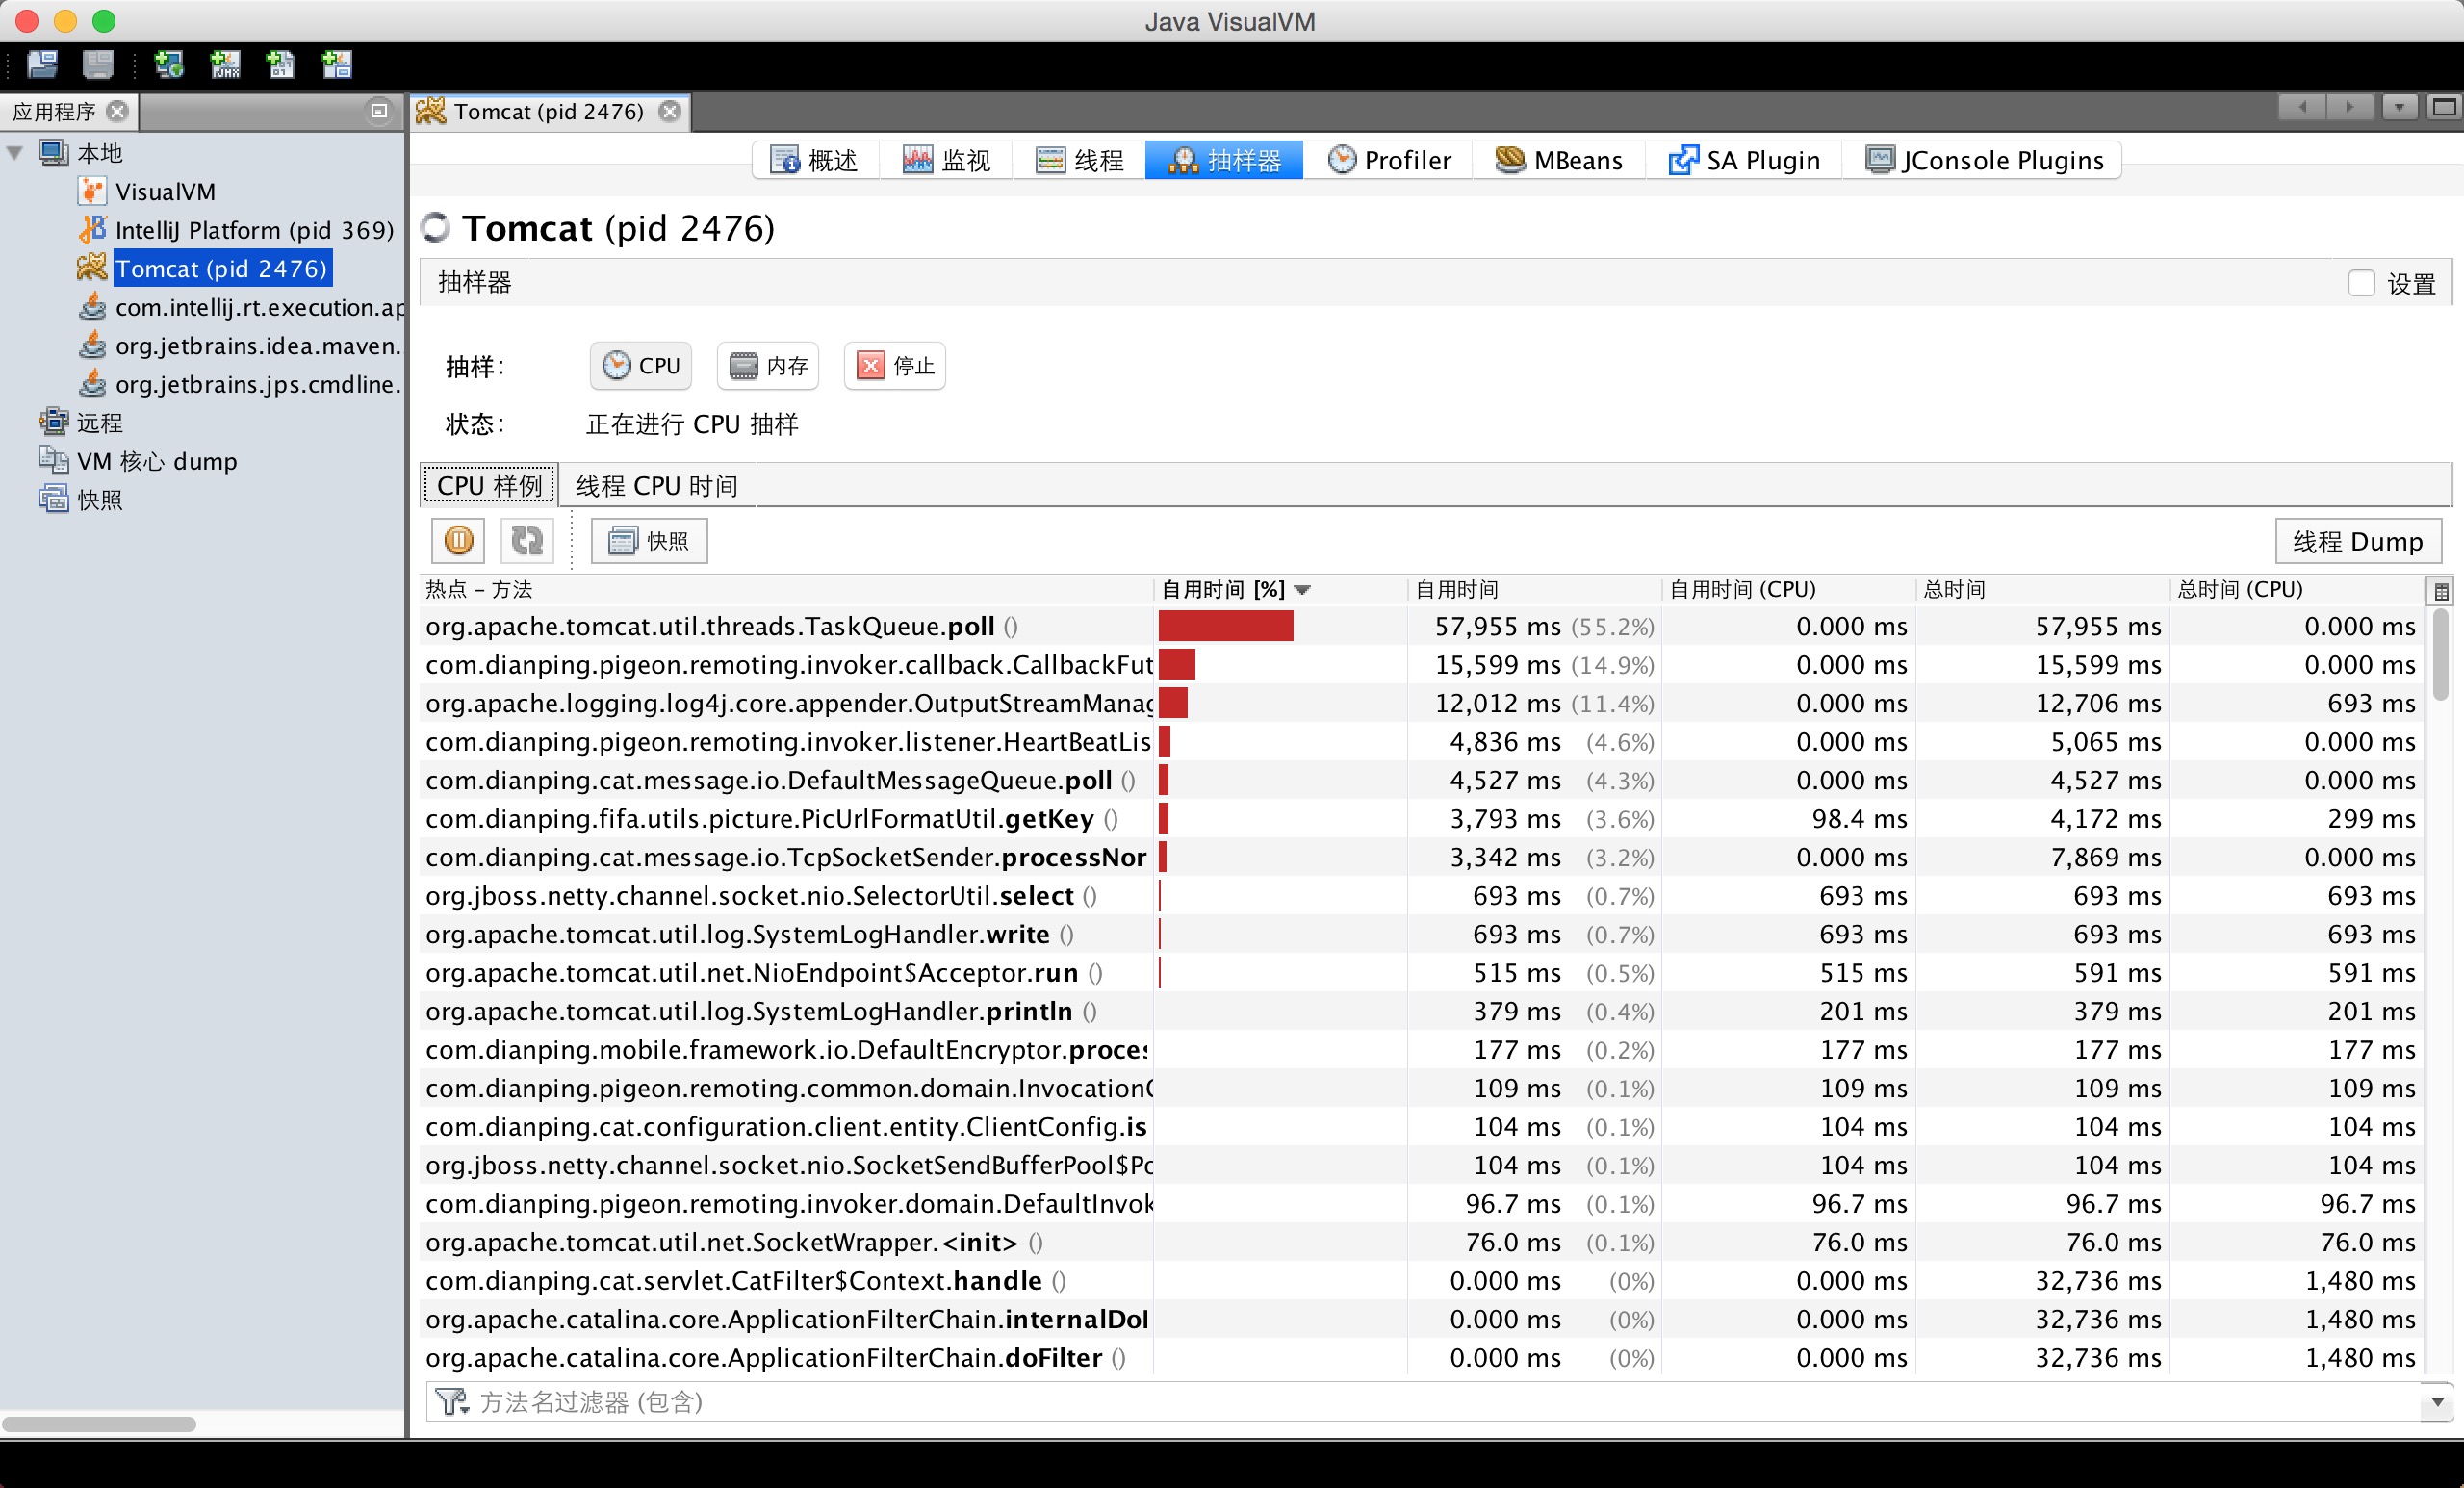 Java VisualVM
应用程序
Tomcat (pid 2476)
本地
VisualVM
IntelliJ Platform (pid 369)
Tomcat (pid 2476)
com.intellij.rt.execution.ap
org.jetbrains.idea.maven.
org.jetbrains.jps.cmdline.
远程
VM 核心 dump
快照
概述 监视 线程 抽样器 Profiler MBeans SA Plugin JConsole Plugins
Tomcat (pid 2476)
抽样器 设置
抽样: CPU 内存 停止
状态: 正在进行 CPU 抽样
CPU 样例 线程 CPU 时间
快照 线程 Dump
热点 – 方法 自用时间 [%] 自用时间 自用时间 (CPU) 总时间 总时间 (CPU)
org.apache.tomcat.util.threads.TaskQueue.poll () 57,955 ms (55.2%) 0.000 ms 57,955 ms 0.000 ms
com.dianping.pigeon.remoting.invoker.callback.CallbackFut 15,599 ms (14.9%) 0.000 ms 15,599 ms 0.000 ms
org.apache.logging.log4j.core.appender.OutputStreamManag 12,012 ms (11.4%) 0.000 ms 12,706 ms 693 ms
com.dianping.pigeon.remoting.invoker.listener.HeartBeatLis 4,836 ms (4.6%) 0.000 ms 5,065 ms 0.000 ms
com.dianping.cat.message.io.DefaultMessageQueue.poll () 4,527 ms (4.3%) 0.000 ms 4,527 ms 0.000 ms
com.dianping.fifa.utils.picture.PicUrlFormatUtil.getKey () 3,793 ms (3.6%) 98.4 ms 4,172 ms 299 ms
com.dianping.cat.message.io.TcpSocketSender.processNor 3,342 ms (3.2%) 0.000 ms 7,869 ms 0.000 ms
org.jboss.netty.channel.socket.nio.SelectorUtil.select () 693 ms (0.7%) 693 ms 693 ms 693 ms
org.apache.tomcat.util.log.SystemLogHandler.write () 693 ms (0.7%) 693 ms 693 ms 693 ms
org.apache.tomcat.util.net.NioEndpoint$Acceptor.run () 515 ms (0.5%) 515 ms 591 ms 591 ms
org.apache.tomcat.util.log.SystemLogHandler.println () 379 ms (0.4%) 201 ms 379 ms 201 ms
com.dianping.mobile.framework.io.DefaultEncryptor.proces 177 ms (0.2%) 177 ms 177 ms 177 ms
com.dianping.pigeon.remoting.common.domain.InvocationC 109 ms (0.1%) 109 ms 109 ms 109 ms
com.dianping.cat.configuration.client.entity.ClientConfig.is 104 ms (0.1%) 104 ms 104 ms 104 ms
org.jboss.netty.channel.socket.nio.SocketSendBufferPool$Po 104 ms (0.1%) 104 ms 104 ms 104 ms
com.dianping.pigeon.remoting.invoker.domain.DefaultInvok 96.7 ms (0.1%) 96.7 ms 96.7 ms 96.7 ms
org.apache.tomcat.util.net.SocketWrapper.<init> () 76.0 ms (0.1%) 76.0 ms 76.0 ms 76.0 ms
com.dianping.cat.servlet.CatFilter$Context.handle () 0.000 ms (0%) 0.000 ms 32,736 ms 1,480 ms
org.apache.catalina.core.ApplicationFilterChain.internalDoI 0.000 ms (0%) 0.000 ms 32,736 ms 1,480 ms
org.apache.catalina.core.ApplicationFilterChain.doFilter () 0.000 ms (0%) 0.000 ms 32,736 ms 1,480 ms
方法名过滤器 (包含)